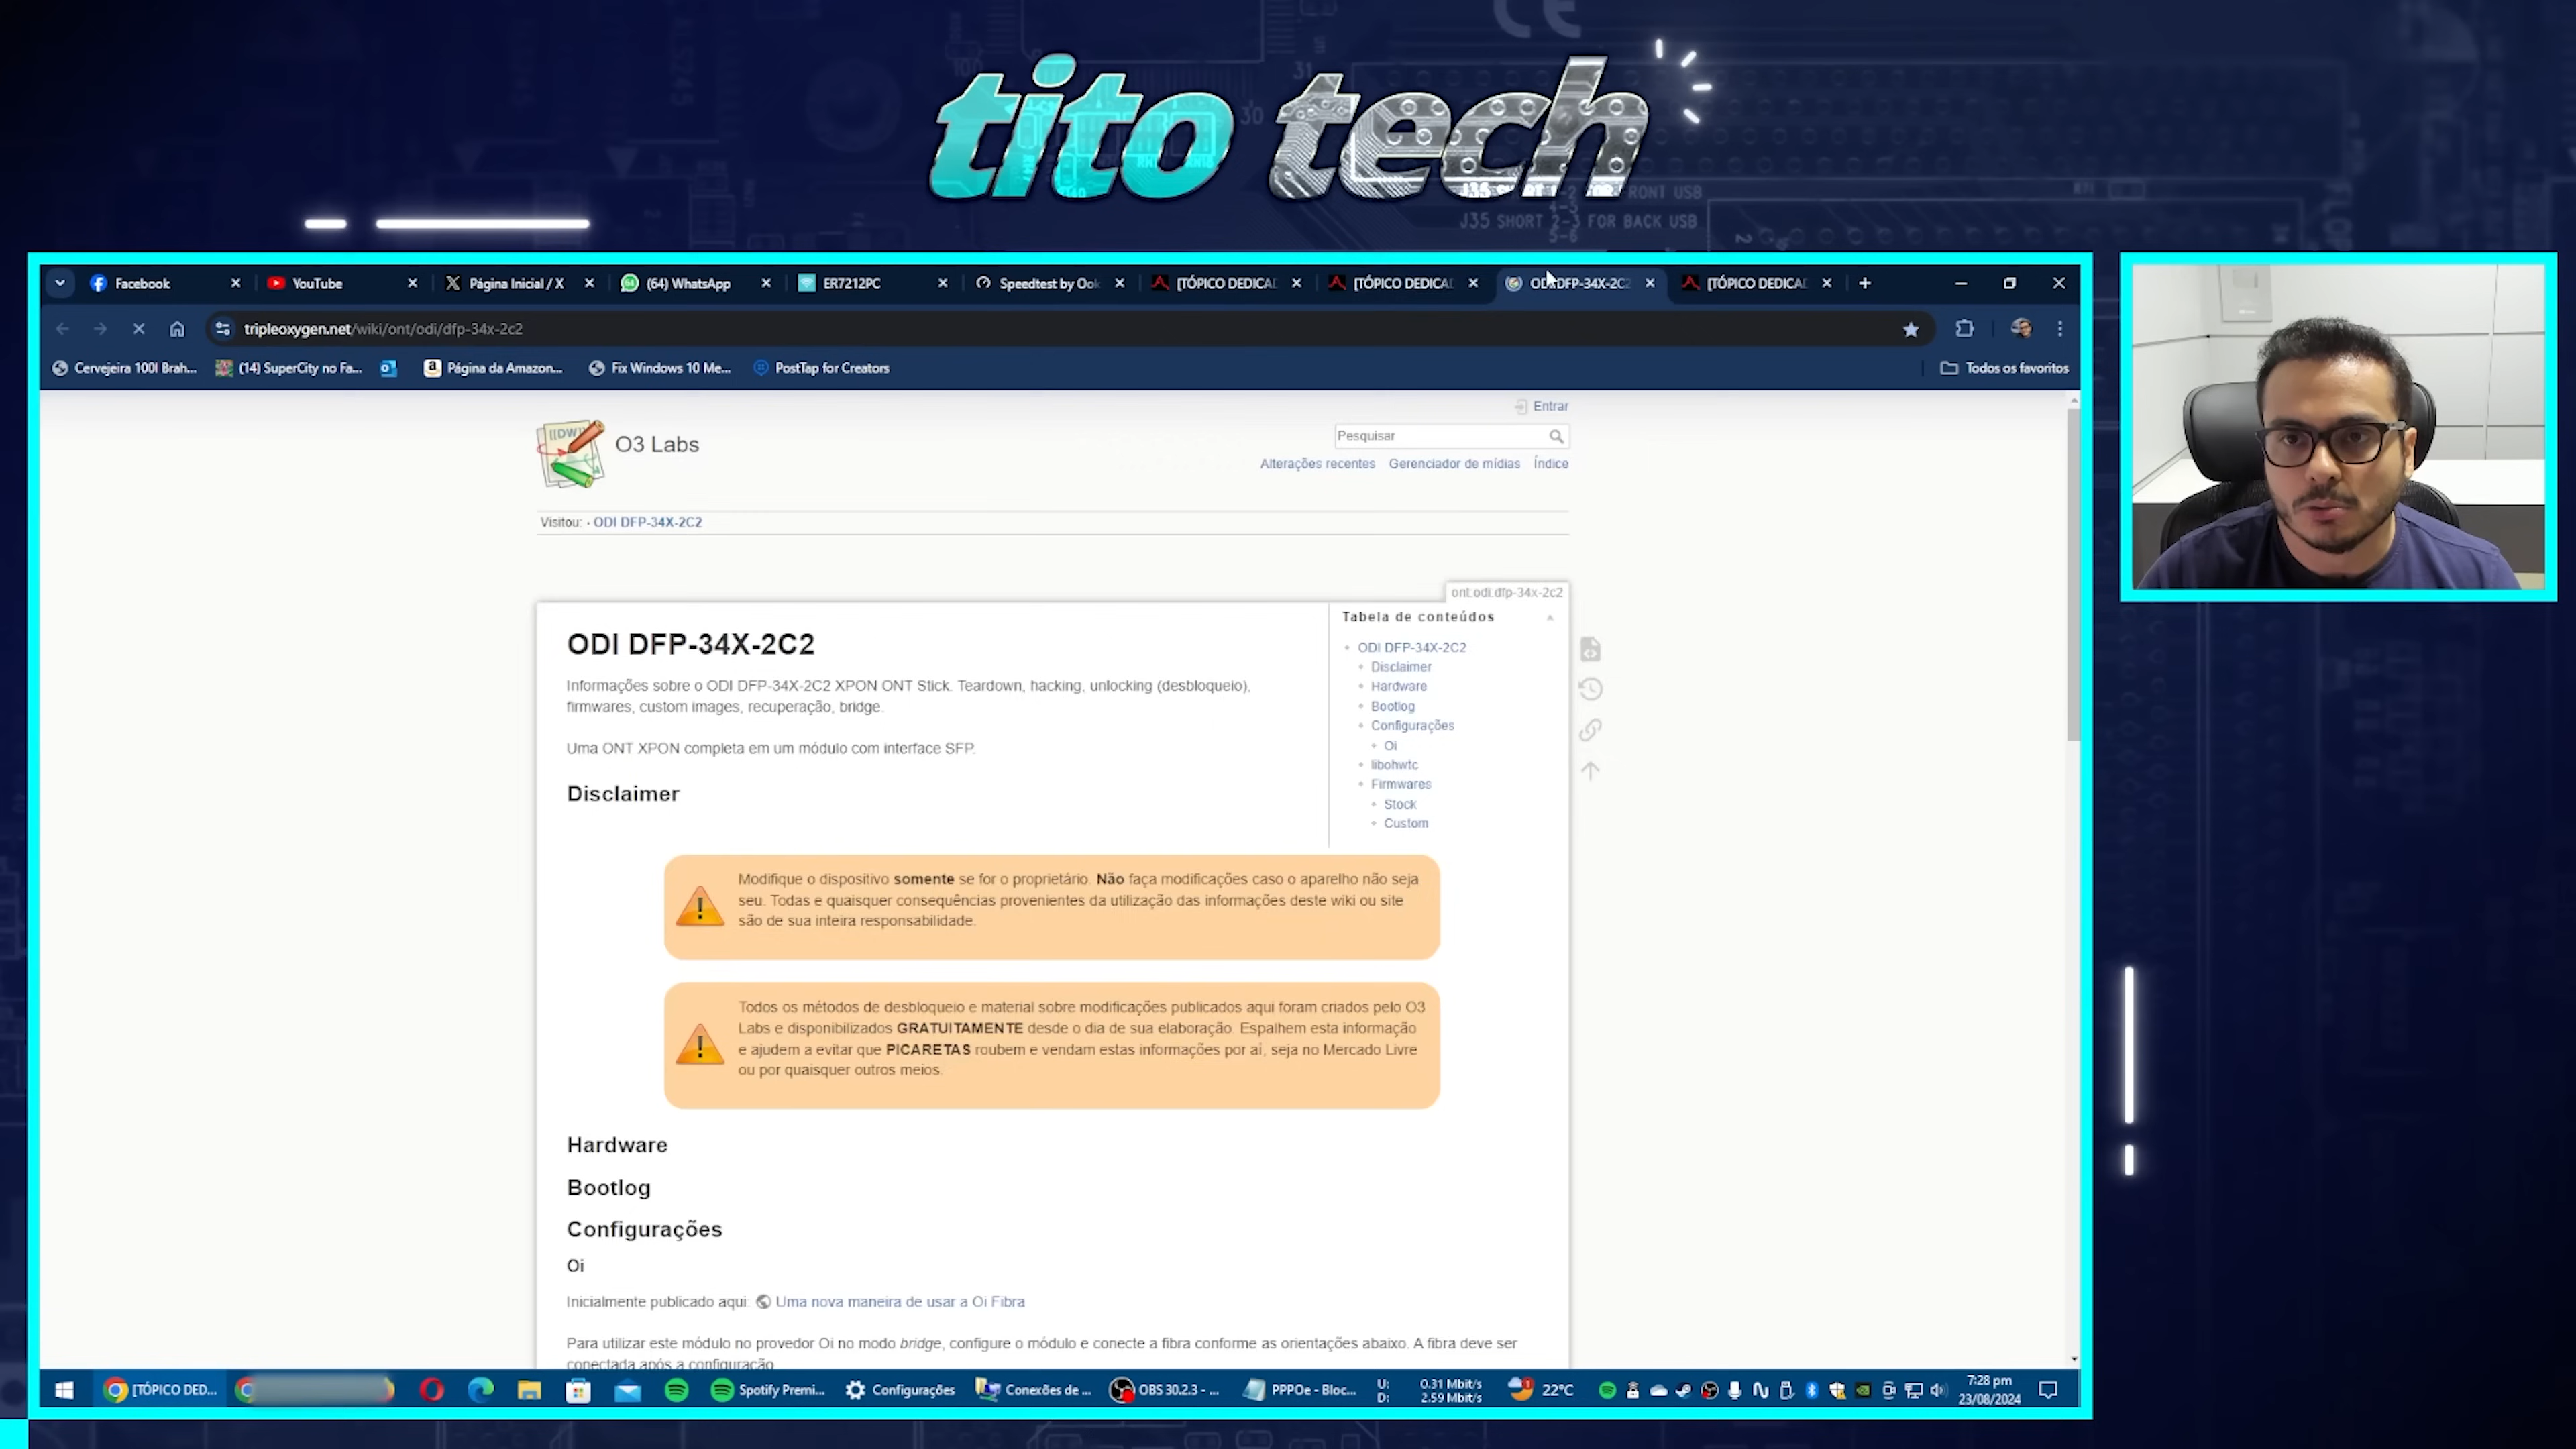 tito tech
J35 SHORT 2-3 FOR BACK USB
Facebook
YouTube
Página Inicial / X
(64) WhatsApp
ER7212PC
Speedtest by Ook
[TÓPICO DEDICAD
[TÓPICO DEDICAD
ODI DFP-34X-2C2
[TÓPICO DEDICAD
tripleoxygen.net/wiki/ont/odi/dfp-34x-2c2
Cervejeira 100l Brah...
(14) SuperCity no Fa...
Página da Amazon...
Fix Windows 10 Me...
PostTap for Creators
Todos os favoritos
Entrar
O3 Labs
Pesquisar
Alterações recentes Gerenciador de mídias Índice
Visitou: • ODI DFP-34X-2C2
ont:odi:dfp-34x-2c2
Tabela de conteúdos
ODI DFP-34X-2C2
Disclaimer
Hardware
Bootlog
Configurações
Oi
libohwtc
Firmwares
Stock
Custom
ODI DFP-34X-2C2
Informações sobre o ODI DFP-34X-2C2 XPON ONT Stick. Teardown, hacking, unlocking (desbloqueio),
firmwares, custom images, recuperação, bridge.
Uma ONT XPON completa em um módulo com interface SFP.
Disclaimer
Modifique o dispositivo somente se for o proprietário. Não faça modificações caso o aparelho não seja
seu. Todas e quaisquer consequências provenientes da utilização das informações deste wiki ou site
são de sua inteira responsabilidade.
Todos os métodos de desbloqueio e material sobre modificações publicados aqui foram criados pelo O3
Labs e disponibilizados GRATUITAMENTE desde o dia de sua elaboração. Espalhem esta informação
e ajudem a evitar que PICARETAS roubem e vendam estas informações por aí, seja no Mercado Livre
ou por quaisquer outros meios.
Hardware
Bootlog
Configurações
Oi
Inicialmente publicado aqui: Uma nova maneira de usar a Oi Fibra
Para utilizar este módulo no provedor Oi no modo bridge, configure o módulo e conecte a fibra conforme as orientações abaixo. A fibra deve ser
conectada após a configuração
[TÓPICO DED...
Spotify Premi...
Configurações
Conexões de ...
OBS 30.2.3 - ...
PPPOe - Bloc...
U: 0.31 Mbit/s
D: 2.59 Mbit/s
22°C
7:28 pm
23/08/2024